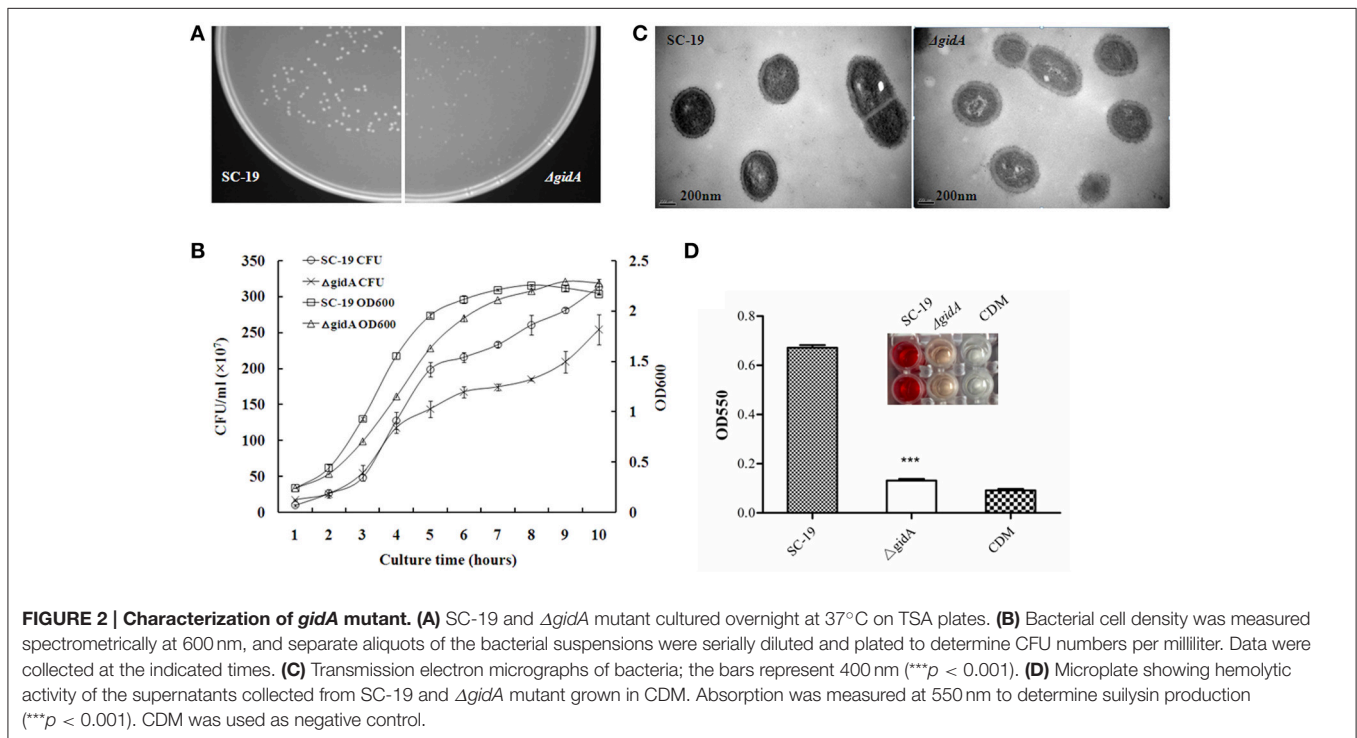 A
SC-19
ΔgidA
C
SC-19
ΔgidA
200nm
200nm
B
SC-19 CFU
ΔgidA CFU
SC-19 OD600
ΔgidA OD600
CFU/ml (×10⁷)
400
350
300
250
200
150
100
50
0
2.5
2
1.5
1
0.5
0
OD600
1 2 3 4 5 6 7 8 9 10
Culture time (hours)
D
OD550
0.8
0.6
0.4
0.2
0.0
SC-19 ΔgidA CDM
***
SC-19
△gidA
CDM
FIGURE 2 | Characterization of gidA mutant. (A) SC-19 and ΔgidA mutant cultured overnight at 37°C on TSA plates. (B) Bacterial cell density was measured
spectrometrically at 600 nm, and separate aliquots of the bacterial suspensions were serially diluted and plated to determine CFU numbers per milliliter. Data were
collected at the indicated times. (C) Transmission electron micrographs of bacteria; the bars represent 400 nm (***p < 0.001). (D) Microplate showing hemolytic
activity of the supernatants collected from SC-19 and ΔgidA mutant grown in CDM. Absorption was measured at 550 nm to determine suilysin production
(***p < 0.001). CDM was used as negative control.